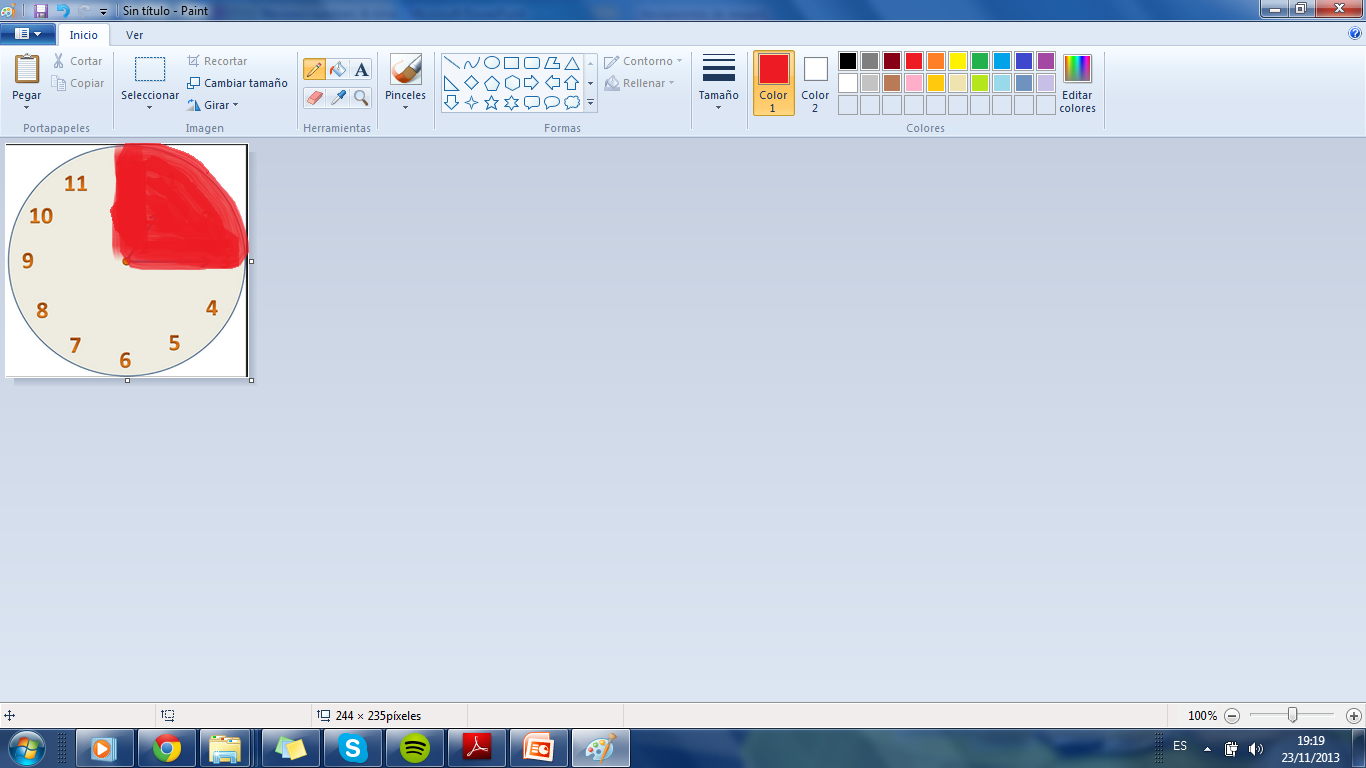 Sin título - Paint
Inicio Ver
Pegar
Cortar
Copiar
Portapapeles
Seleccionar
Recortar
Cambiar tamaño
Girar
Imagen
A
Herramientas
Pinceles
Contorno
Rellenar
Formas
Tamaño
Color
1
Color
2
Editar
colores
Colores
11
10
9
8
7
6
5
4
244 × 235píxeles
100%
ES
19:19
23/11/2013